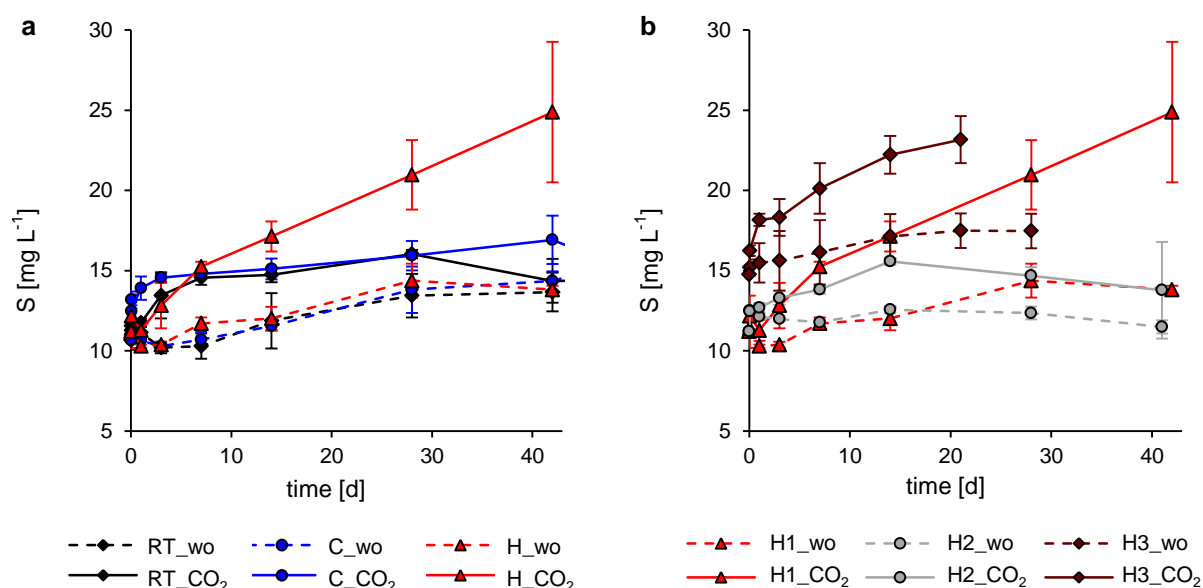 a
30
25
20
15
10
5
S [mg L⁻¹]
0
10
20
30
40
time [d]
RT_wo
C_wo
H_wo
RT_CO₂
C_CO₂
H_CO₂
b
30
25
20
15
10
5
S [mg L⁻¹]
0
10
20
30
40
time [d]
H1_wo
H2_wo
H3_wo
H1_CO₂
H2_CO₂
H3_CO₂